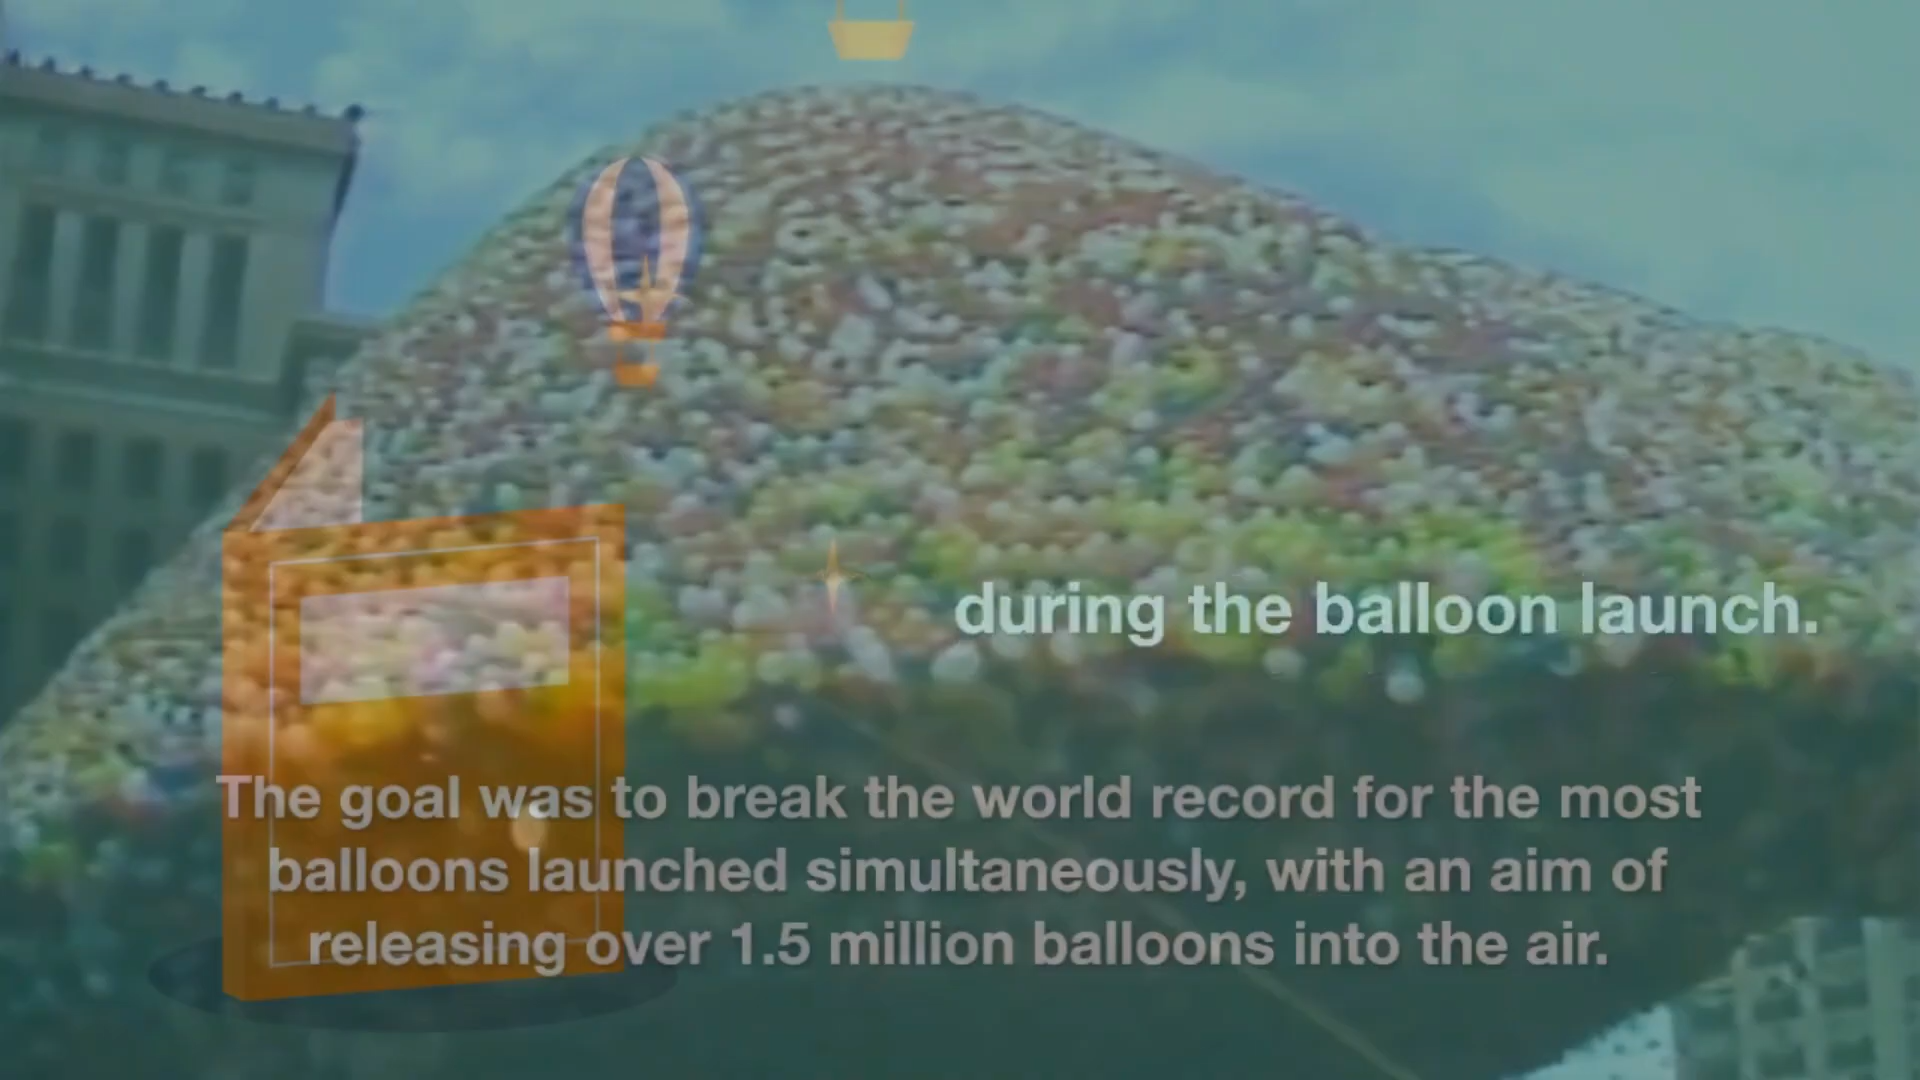 during the balloon launch.
The goal was to break the world record for the most
balloons launched simultaneously, with an aim of
releasing over 1.5 million balloons into the air.